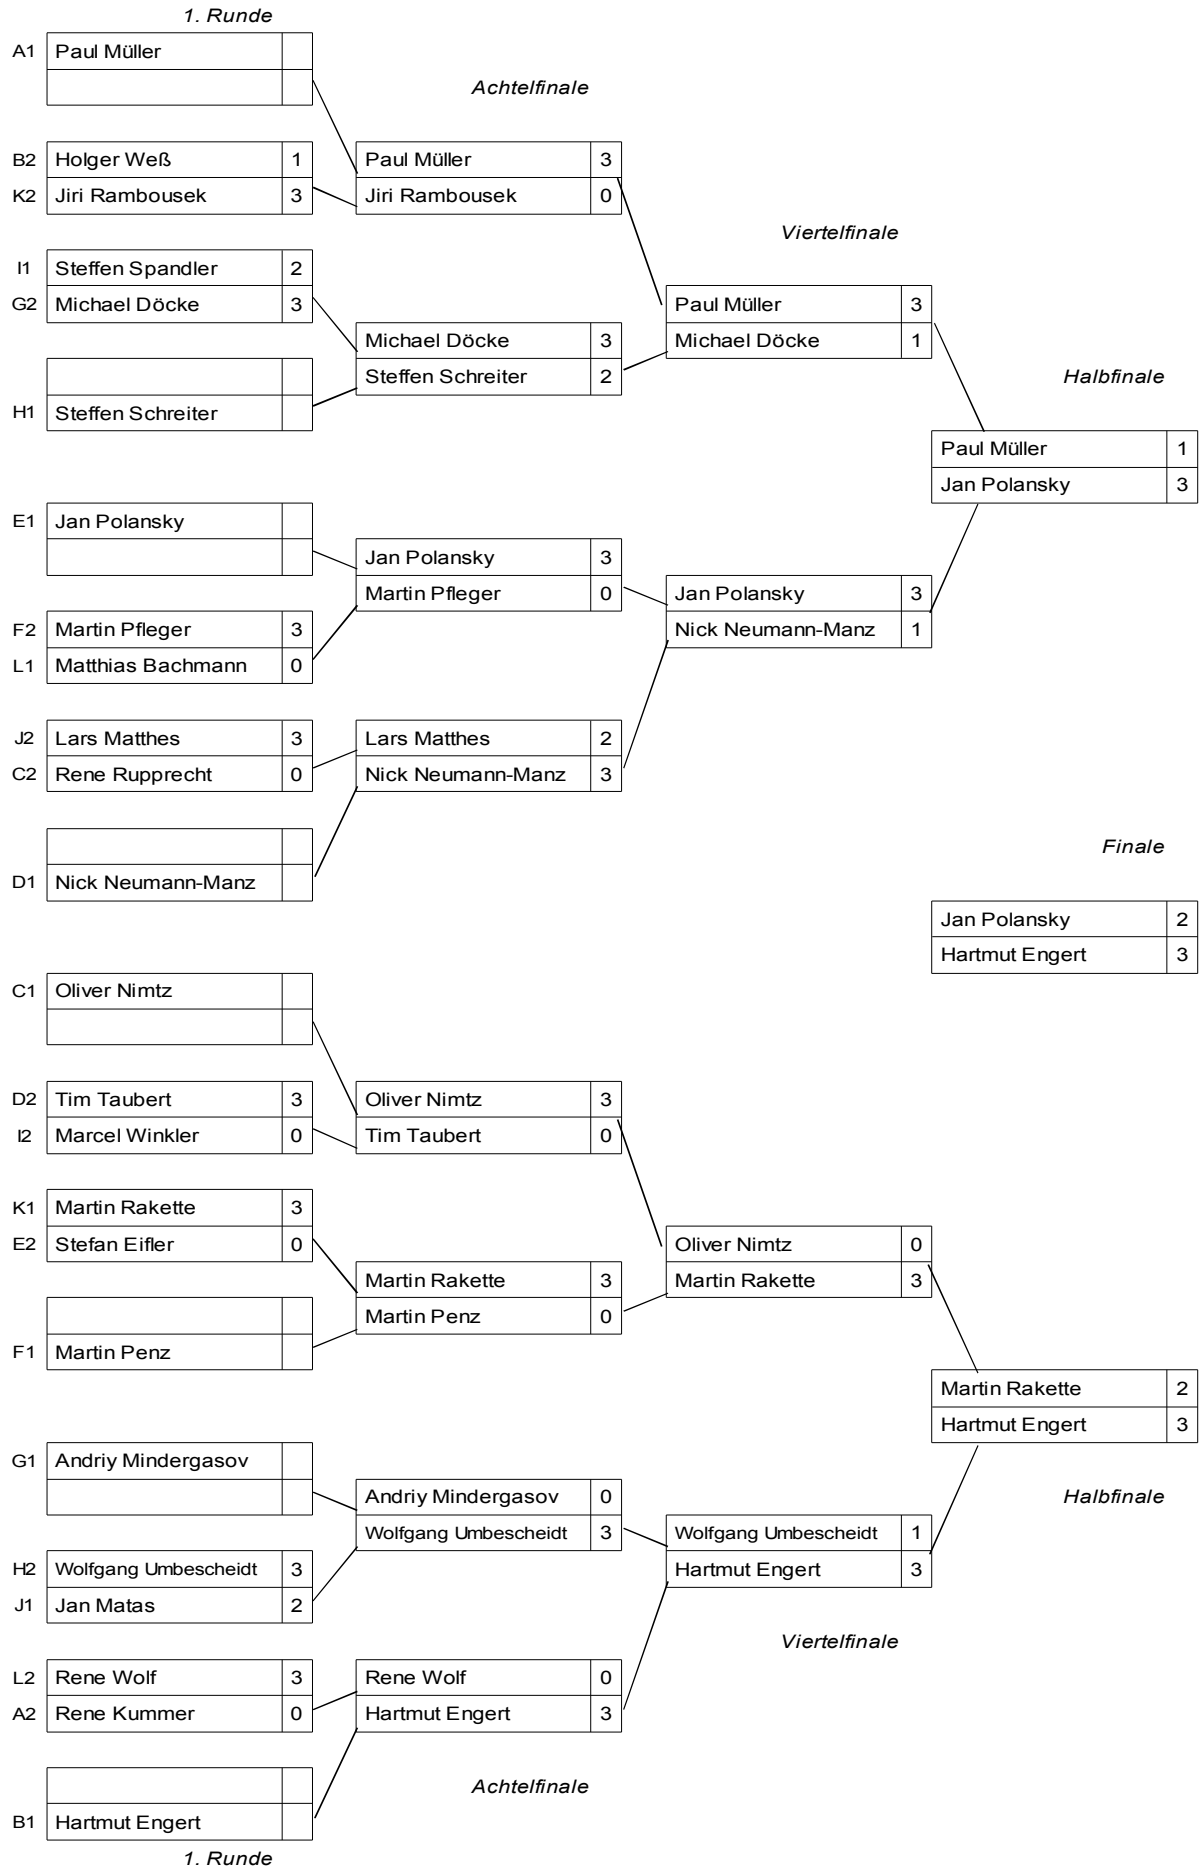 1. Runde
A1 Paul Müller
Achtelfinale
B2 Holger Weß 1 Paul Müller 3
K2 Jiri Rambousek 3 Jiri Rambousek 0
Viertelfinale
I1 Steffen Spandler 2
G2 Michael Döcke 3 Paul Müller 3
Michael Döcke 3 Michael Döcke 1
Steffen Schreiter 2 Halbfinale
H1 Steffen Schreiter
Paul Müller 1
Jan Polansky 3
E1 Jan Polansky
Jan Polansky 3
Martin Pfleger 0 Jan Polansky 3
F2 Martin Pfleger 3 Nick Neumann-Manz 1
L1 Matthias Bachmann 0
J2 Lars Matthes 3 Lars Matthes 2
C2 Rene Rupprecht 0 Nick Neumann-Manz 3
Finale
D1 Nick Neumann-Manz
Jan Polansky 2
Hartmut Engert 3
C1 Oliver Nimtz
D2 Tim Taubert 3 Oliver Nimtz 3
I2 Marcel Winkler 0 Tim Taubert 0
K1 Martin Rakette 3
E2 Stefan Eifler 0 Oliver Nimtz 0
Martin Rakette 3 Martin Rakette 3
Martin Penz 0
F1 Martin Penz
Martin Rakette 2
Hartmut Engert 3
G1 Andriy Mindergasov
Andriy Mindergasov 0 Halbfinale
Wolfgang Umbescheidt 3 Wolfgang Umbescheidt 1
H2 Wolfgang Umbescheidt 3 Hartmut Engert 3
J1 Jan Matas 2
Viertelfinale
L2 Rene Wolf 3 Rene Wolf 0
A2 Rene Kummer 0 Hartmut Engert 3
Achtelfinale
B1 Hartmut Engert
1. Runde